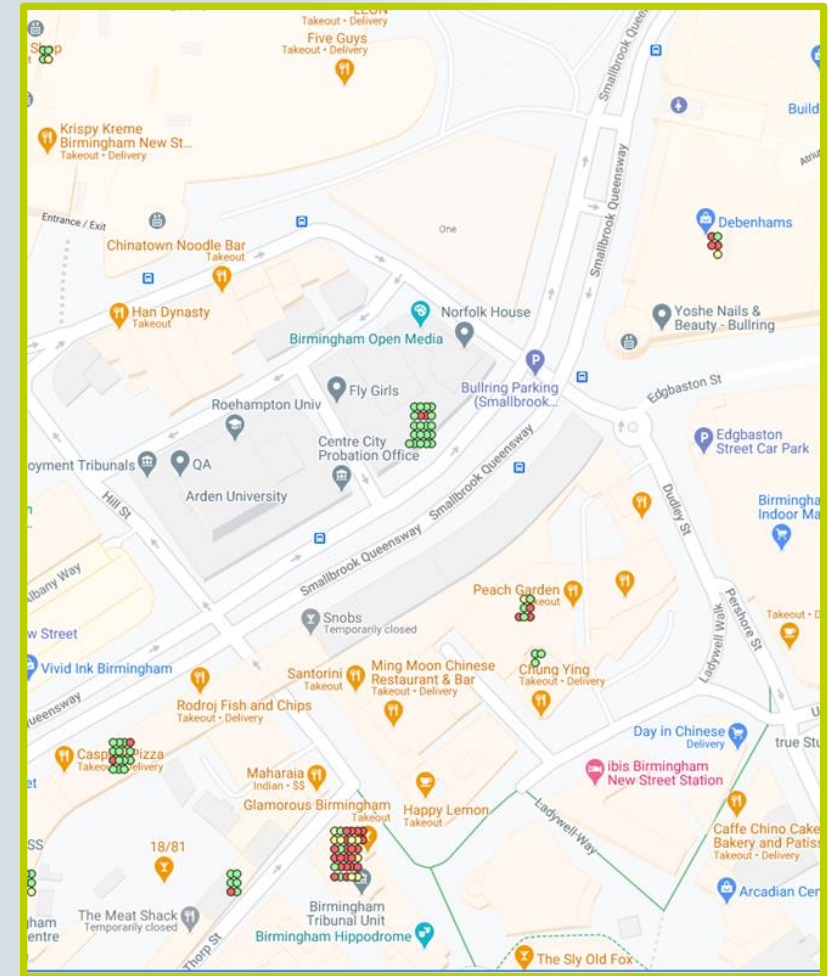 LEON
Takeout • Delivery
Five Guys
Takeout • Delivery
Smallbrook Queensway
Krispy Kreme
Birmingham New St...
Takeout • Delivery
Build
Atriu
Entrance / Exit
One
Debenhams
Chinatown Noodle Bar
Takeout
Smallbrook Queensway
Han Dynasty
Takeout
Norfolk House
Birmingham Open Media
Yoshe Nails &
Beauty - Bullring
Fly Girls
Bullring Parking
(Smallbrook...
Edgbaston St
Roehampton Univ
Centre City
Probation Office
oyment Tribunals
QA
Arden University
Edgbaston
Street Car Park
Hill St
Smallbrook Queensway
Smallbrook Queensway
Dudley St
Birmingha
Indoor Ma
Albany Way
Peach Garden
Takeout
Pershore St
Snobs
Temporarily closed
w Street
Takeout • D
Ladywell Walk
Vivid Ink Birmingham
Santorini
Takeout
Ming Moon Chinese
Restaurant & Bar
Takeout • Delivery
Chung Ying
Takeout • Delivery
Rodroj Fish and Chips
Takeout • Delivery
ueensway
Day in Chinese
Delivery
true Stu
Pizza
Maharaja
Indian • $$
ibis Birmingham
New Street Station
Glamorous Birmingham
Takeout
Happy Lemon
Takeout
Ladywell-Way
Caffe Chino Cake
Bakery and Patis
Takeout • Delivery
18/81
Arcadian Cen
The Meat Shack
Temporarily closed
Birmingham
Tribunal Unit
Birmingham Hippodrome
Thorp St
The Sly Old Fox